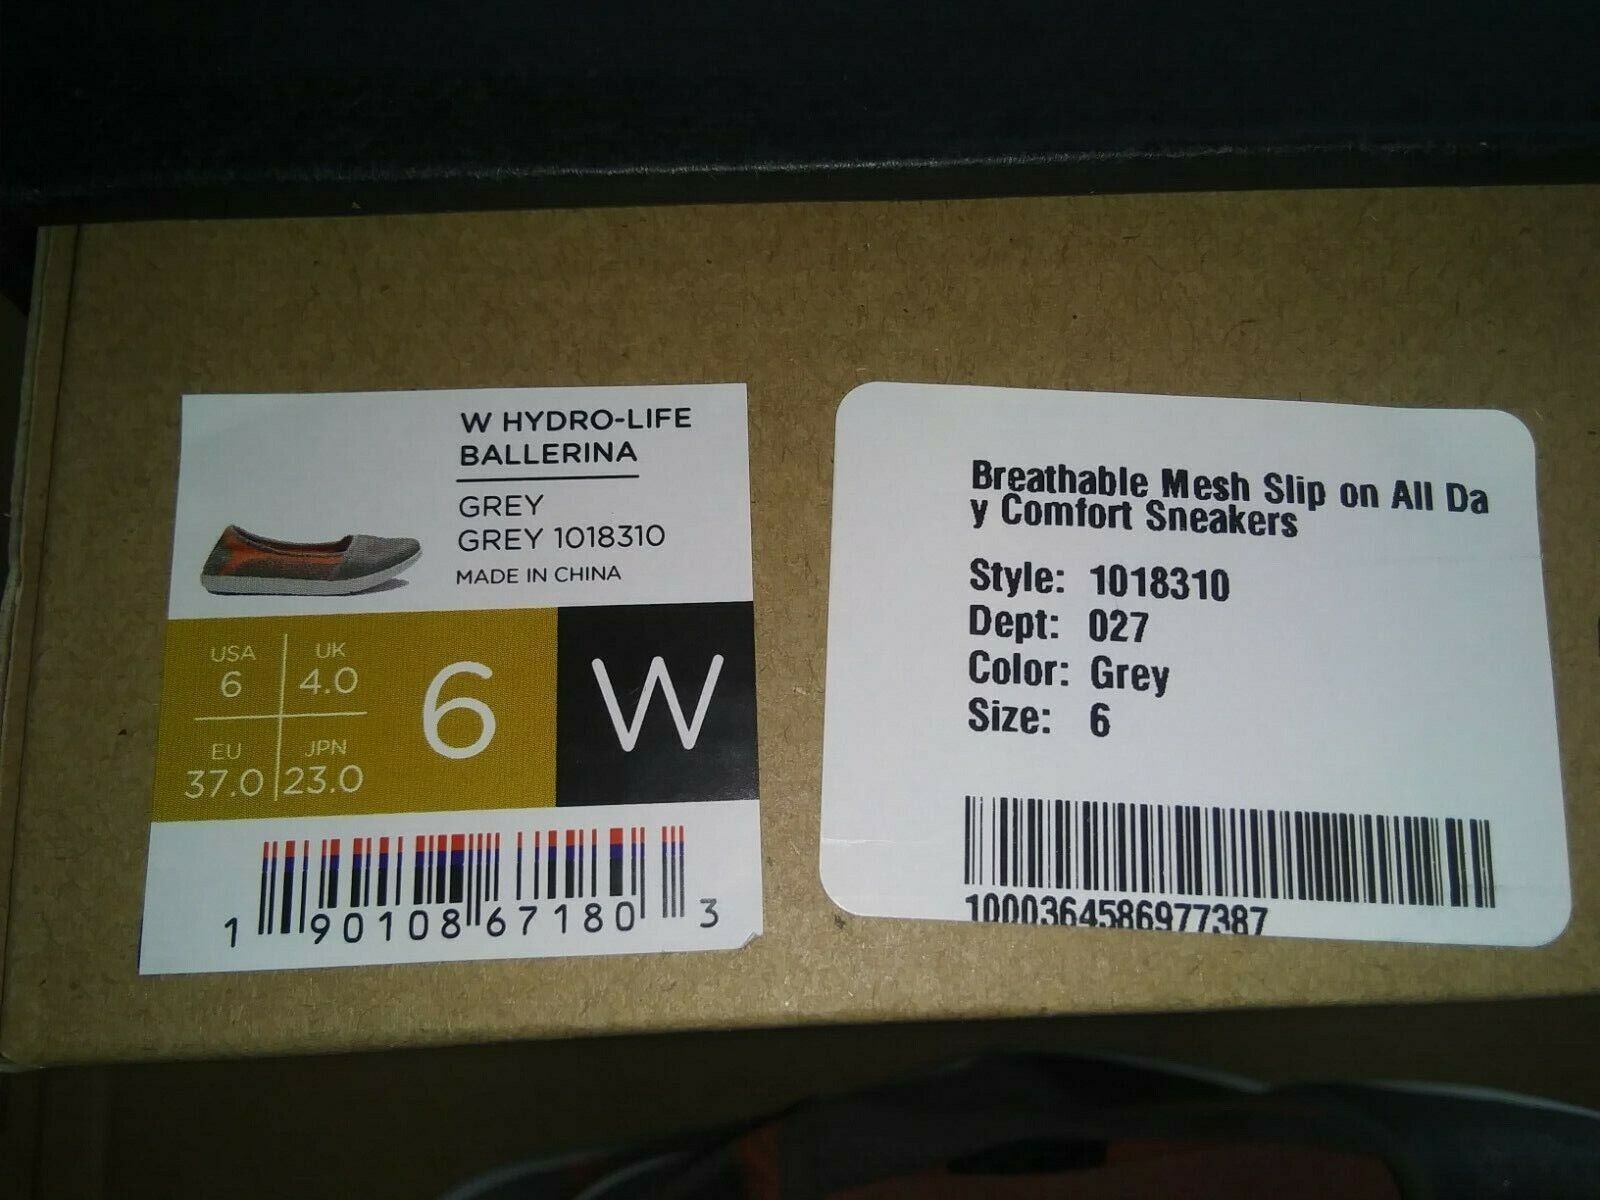 W HYDRO-LIFE
BALLERINA
GREY
GREY 1018310
MADE IN CHINA
USA
6
UK
4.0
EU
37.0
JPN
23.0
6
W
1 90108 67180 3
Breathable Mesh Slip on All Da
y Comfort Sneakers
Style: 1018310
Dept: 027
Color: Grey
Size: 6
1000364586977387